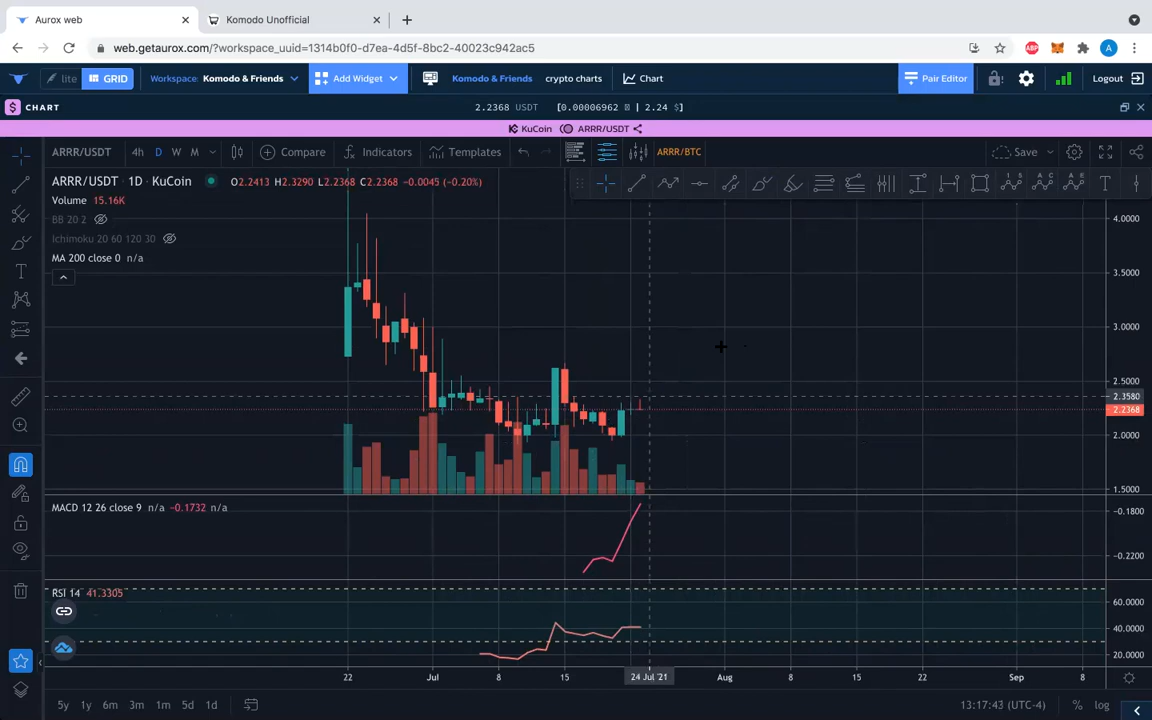 Aurox web
Komodo Unofficial
web.getaurox.com/?workspace_uuid=1314b0f0-d7ea-4d5f-8bc2-40023c942ac5
ABP
A
lite
GRID
Workspace: Komodo & Friends
Add Widget
Komodo & Friends
crypto charts
Chart
Pair Editor
Logout
$ CHART
2.2368 USDT [0.00006962 ₿ | 2.24 $]
KuCoin ARRR/USDT
ARRR/USDT 4h D W M
Compare
Indicators
Templates
ARRR/BTC
Save
ARRR/USDT · 1D · KuCoin
O2.2413 H2.3290 L2.2368 C2.2368 −0.0045 (−0.20%)
Volume 15.16K
BB 20 2
Ichimoku 20 60 120 30
MA 200 close 0 n/a
4.0000
3.5000
3.0000
2.5000
2.3580
2.2368
2.0000
1.5000
MACD 12 26 close 9 n/a −0.1732 n/a
-0.1800
-0.2200
RSI 14 41.3305
60.0000
40.0000
20.0000
22 Jul 8 15 24 Jul '21 Aug 8 15 22 Sep 8
5y 1y 6m 3m 1m 5d 1d
13:17:43 (UTC-4)
% log